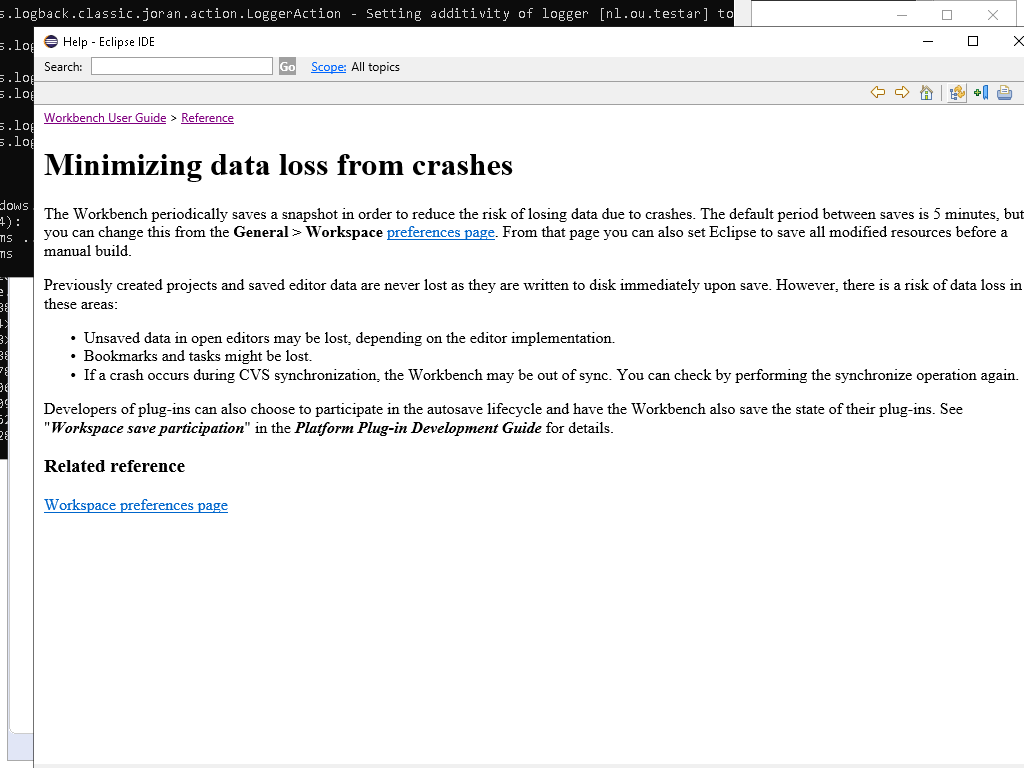 s.logback.classic.joran.action.LoggerAction - Setting additivity of logger [nl.ou.testar] to
Help - Eclipse IDE
Search:
Go
Scope: All topics
Workbench User Guide > Reference
Minimizing data loss from crashes
The Workbench periodically saves a snapshot in order to reduce the risk of losing data due to crashes. The default period between saves is 5 minutes, but
you can change this from the General > Workspace preferences page. From that page you can also set Eclipse to save all modified resources before a
manual build.
Previously created projects and saved editor data are never lost as they are written to disk immediately upon save. However, there is a risk of data loss in
these areas:
• Unsaved data in open editors may be lost, depending on the editor implementation.
• Bookmarks and tasks might be lost.
• If a crash occurs during CVS synchronization, the Workbench may be out of sync. You can check by performing the synchronize operation again.
Developers of plug-ins can also choose to participate in the autosave lifecycle and have the Workbench also save the state of their plug-ins. See
"Workspace save participation" in the Platform Plug-in Development Guide for details.
Related reference
Workspace preferences page